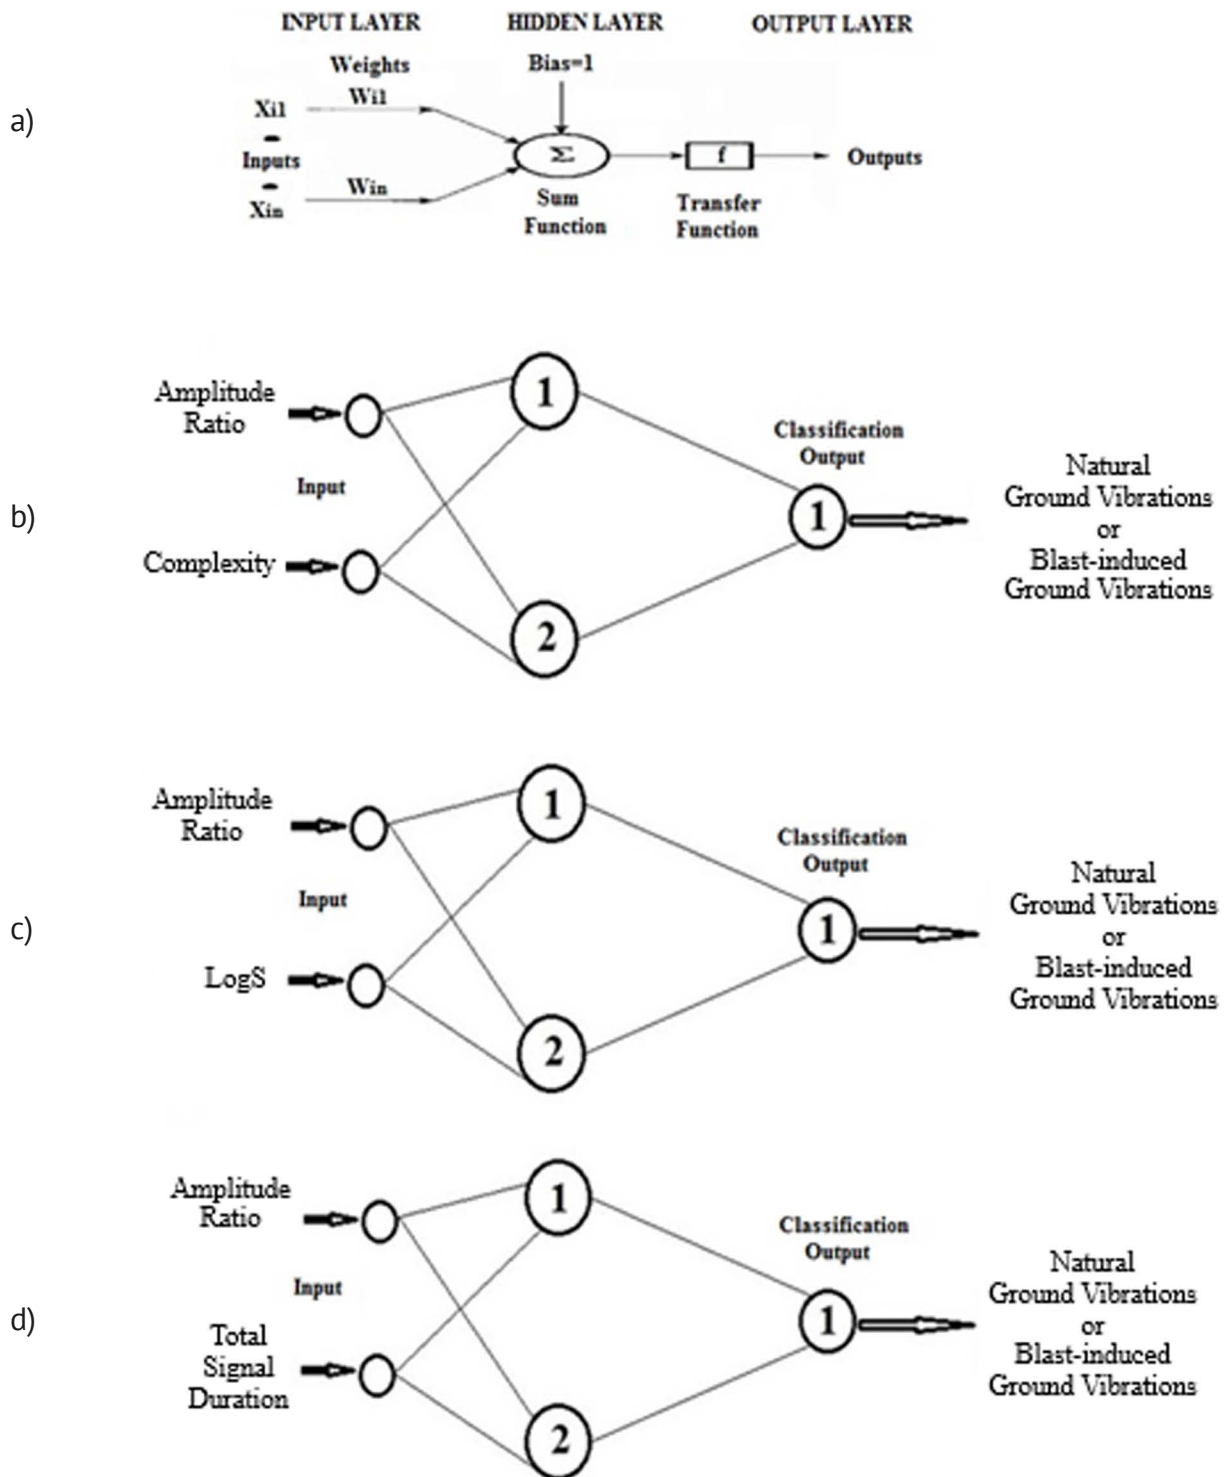 INPUT LAYER HIDDEN LAYER OUTPUT LAYER
Weights Bias=1
a)
Xi1 Wi1
Inputs Σ f Outputs
Xin Win
Sum
Function
Transfer
Function
b)
Amplitude
Ratio
Input
Complexity
1
2
Classification
Output
1
Natural
Ground Vibrations
or
Blast-induced
Ground Vibrations
c)
Amplitude
Ratio
Input
LogS
1
2
Classification
Output
1
Natural
Ground Vibrations
or
Blast-induced
Ground Vibrations
d)
Amplitude
Ratio
Input
Total
Signal
Duration
1
2
Classification
Output
1
Natural
Ground Vibrations
or
Blast-induced
Ground Vibrations